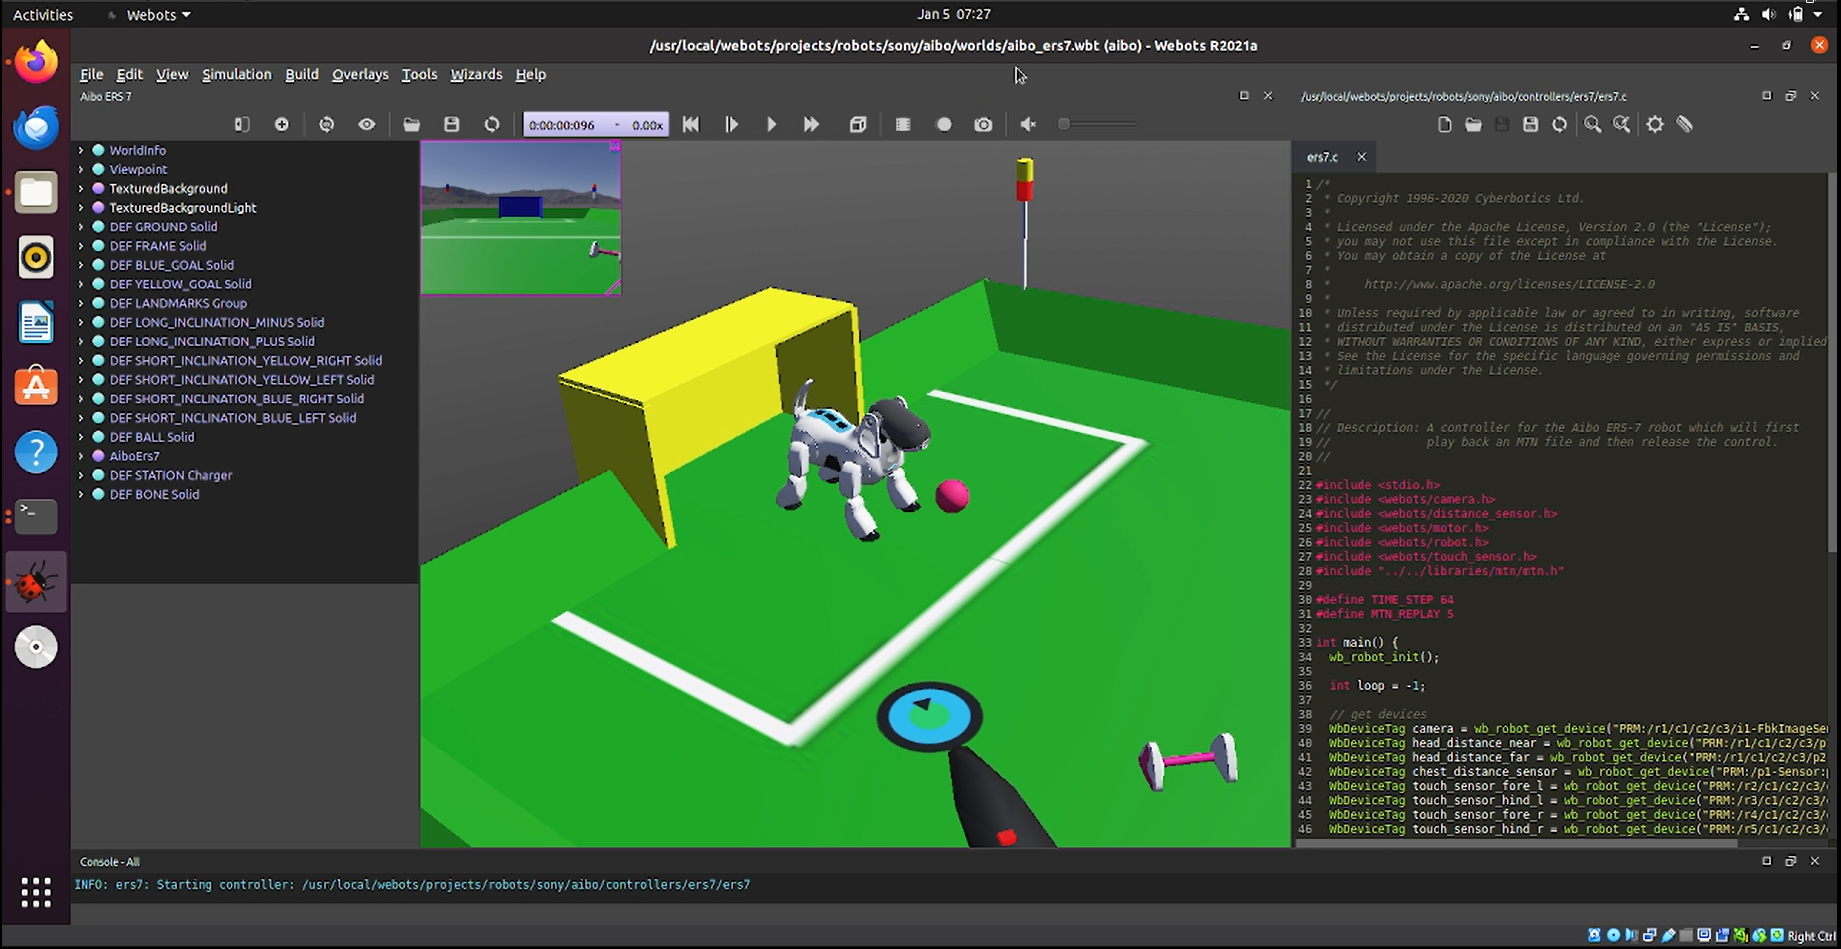 Activities
Webots
Jan 5 07:27
/usr/local/webots/projects/robots/sony/aibo/worlds/aibo_ers7.wbt (aibo) - Webots R2021a
File Edit View Simulation Build Overlays Tools Wizards Help
Aibo ERS 7
/usr/local/webots/projects/robots/sony/aibo/controllers/ers7/ers7.c
0:00:00:096 - 0.00x
WorldInfo
Viewpoint
TexturedBackground
TexturedBackgroundLight
DEF GROUND Solid
DEF FRAME Solid
DEF BLUE_GOAL Solid
DEF YELLOW_GOAL Solid
DEF LANDMARKS Group
DEF LONG_INCLINATION_MINUS Solid
DEF LONG_INCLINATION_PLUS Solid
DEF SHORT_INCLINATION_YELLOW_RIGHT Solid
DEF SHORT_INCLINATION_YELLOW_LEFT Solid
DEF SHORT_INCLINATION_BLUE_RIGHT Solid
DEF SHORT_INCLINATION_BLUE_LEFT Solid
DEF BALL Solid
AiboErs7
DEF STATION Charger
DEF BONE Solid
ers7.c
1 /*
2 * Copyright 1996-2020 Cyberbotics Ltd.
3 *
4 * Licensed under the Apache License, Version 2.0 (the "License");
5 * you may not use this file except in compliance with the License.
6 * You may obtain a copy of the License at
7 *
8 * http://www.apache.org/licenses/LICENSE-2.0
9 *
10 * Unless required by applicable law or agreed to in writing, software
11 * distributed under the License is distributed on an "AS IS" BASIS,
12 * WITHOUT WARRANTIES OR CONDITIONS OF ANY KIND, either express or implied
13 * See the License for the specific language governing permissions and
14 * limitations under the License.
15 */
16
17 //
18 // Description: A controller for the Aibo ERS-7 robot which will first
19 // play back an MTN file and then release the control.
20 //
21
22 #include <stdio.h>
23 #include <webots/camera.h>
24 #include <webots/distance_sensor.h>
25 #include <webots/motor.h>
26 #include <webots/robot.h>
27 #include <webots/touch_sensor.h>
28 #include "../../libraries/mtn/mtn.h"
29
30 #define TIME_STEP 64
31 #define MTN_REPLAY 5
32
33 int main() {
34 wb_robot_init();
35
36 int loop = -1;
37
38 // get devices
39 WbDeviceTag camera = wb_robot_get_device("PRM:/r1/c1/c2/c3/i1-FbkImageSe
40 WbDeviceTag head_distance_near = wb_robot_get_device("PRM:/r1/c1/c2/c3/p
41 WbDeviceTag head_distance_far = wb_robot_get_device("PRM:/r1/c1/c2/c3/p2
42 WbDeviceTag chest_distance_sensor = wb_robot_get_device("PRM:/p1-Sensor:
43 WbDeviceTag touch_sensor_fore_l = wb_robot_get_device("PRM:/r2/c1/c2/c3/
44 WbDeviceTag touch_sensor_hind_l = wb_robot_get_device("PRM:/r3/c1/c2/c3/
45 WbDeviceTag touch_sensor_fore_r = wb_robot_get_device("PRM:/r4/c1/c2/c3/
46 WbDeviceTag touch_sensor_hind_r = wb_robot_get_device("PRM:/r5/c1/c2/c3/
Console - All
INFO: ers7: Starting controller: /usr/local/webots/projects/robots/sony/aibo/controllers/ers7/ers7
Right Ctrl